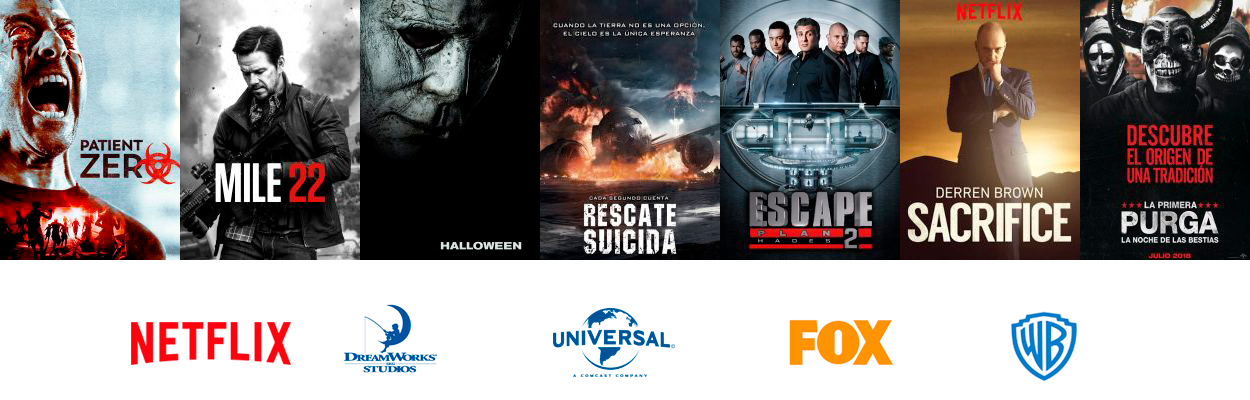 PATIENT
ZERO
MILE 22
HALLOWEEN
CUANDO LA TIERRA NO ES UNA OPCIÓN,
EL CIELO ES LA ÚNICA ESPERANZA
CADA SEGUNDO CUENTA
RESCATE
SUICIDA
ESCAPE
PLAN
HADES 2
NETFLIX
DERREN BROWN
SACRIFICE
DESCUBRE
EL ORIGEN DE
UNA TRADICIÓN
LA PRIMERA
PURGA
LA NOCHE DE LAS BESTIAS
JULIO 2018
NETFLIX
DREAMWORKS
STUDIOS
UNIVERSAL
A COMCAST COMPANY
FOX
WB